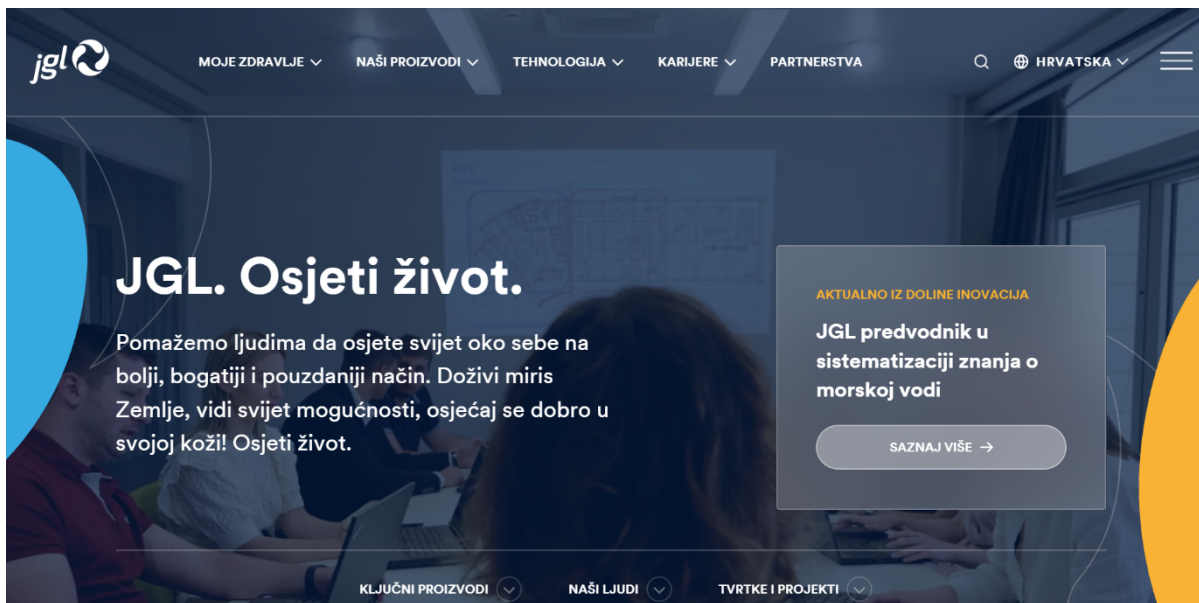 jgl
MOJE ZDRAVLJE
NAŠI PROIZVODI
TEHNOLOGIJA
KARIJERE
PARTNERSTVA
HRVATSKA
JGL. Osjeti život.
Pomažemo ljudima da osjete svijet oko sebe na
bolji, bogatiji i pouzdaniji način. Doživi miris
Zemlje, vidi svijet mogućnosti, osjećaj se dobro u
svojoj koži! Osjeti život.
AKTUALNO IZ DOLINE INOVACIJA
JGL predvodnik u
sistematizaciji znanja o
morskoj vodi
SAZNAJ VIŠE →
KLJUČNI PROIZVODI
NAŠI LJUDI
TVRTKE I PROJEKTI